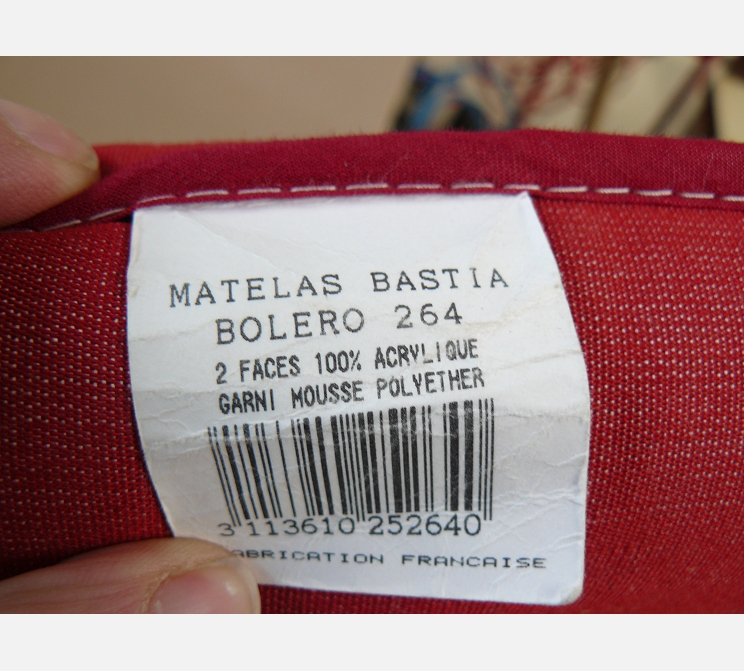 MATELAS BASTIA
BOLERO 264
2 FACES 100% ACRYLIQUE
GARNI MOUSSE POLYETHER
3 113610 252640
FABRICATION FRANCAISE